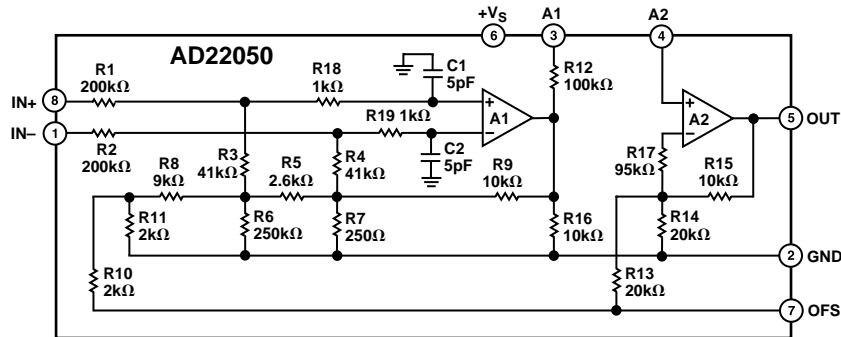 +VS
A1
A2
6
3
4
AD22050
R1
200kΩ
R18
1kΩ
C1
5pF
R12
100kΩ
IN+
8
+
A1
–
+
A2
–
5
OUT
R19 1kΩ
IN–
1
R2
200kΩ
C2
5pF
R17
95kΩ
R15
10kΩ
R8
9kΩ
R3
41kΩ
R5
2.6kΩ
R4
41kΩ
R9
10kΩ
R11
2kΩ
R6
250kΩ
R7
250Ω
R16
10kΩ
R14
20kΩ
2
GND
R10
2kΩ
R13
20kΩ
7
OFS